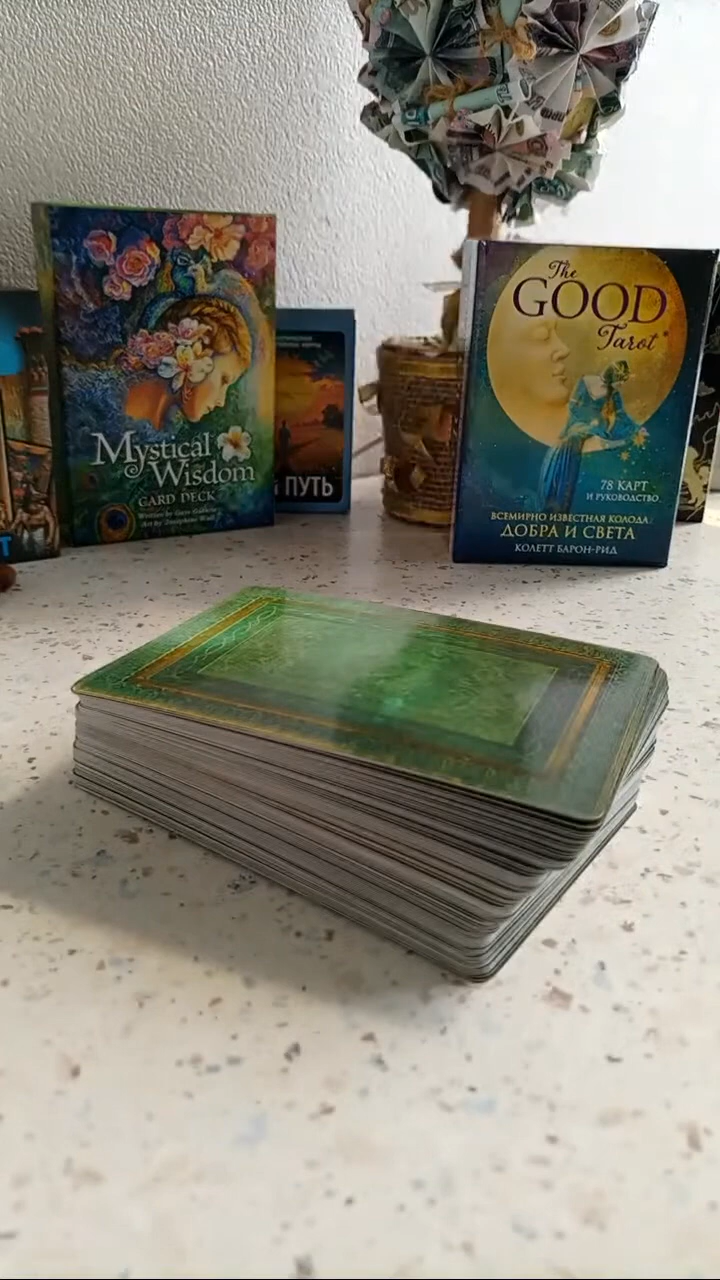 Mystical
Wisdom
CARD DECK
Written by Gaye Guthrie
Art by Josephine Wall
ПУТЬ
Т
The
GOOD
Tarot
78 КАРТ
И РУКОВОДСТВО
ВСЕМИРНО ИЗВЕСТНАЯ КОЛОДА
ДОБРА И СВЕТА
КОЛЕТТ БАРОН-РИД